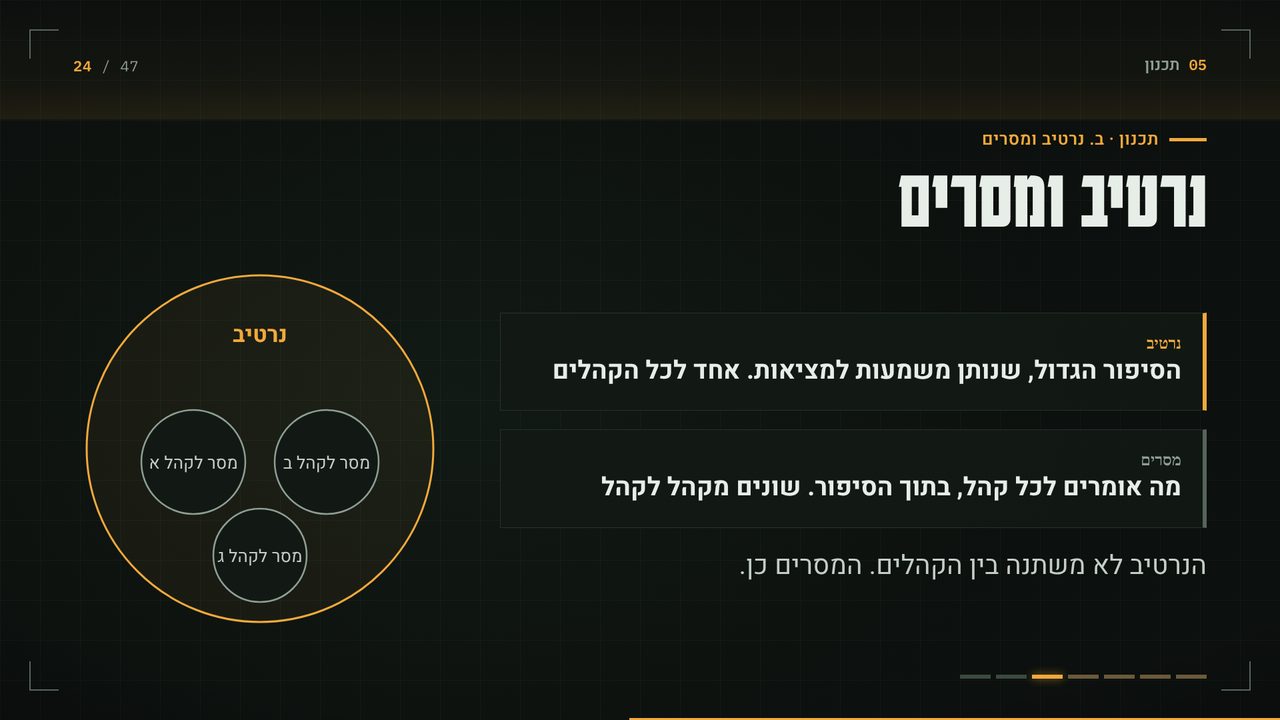 05 תכנון
24 / 47
תכנון · ב. נרטיב ומסרים
נרטיב ומסרים
נרטיב
הסיפור הגדול, שנותן משמעות למציאות. אחד לכל הקהלים
מסרים
מה אומרים לכל קהל, בתוך הסיפור. שונים מקהל לקהל
הנרטיב לא משתנה בין הקהלים. המסרים כן.
נרטיב
מסר לקהל ב
מסר לקהל א
מסר לקהל ג